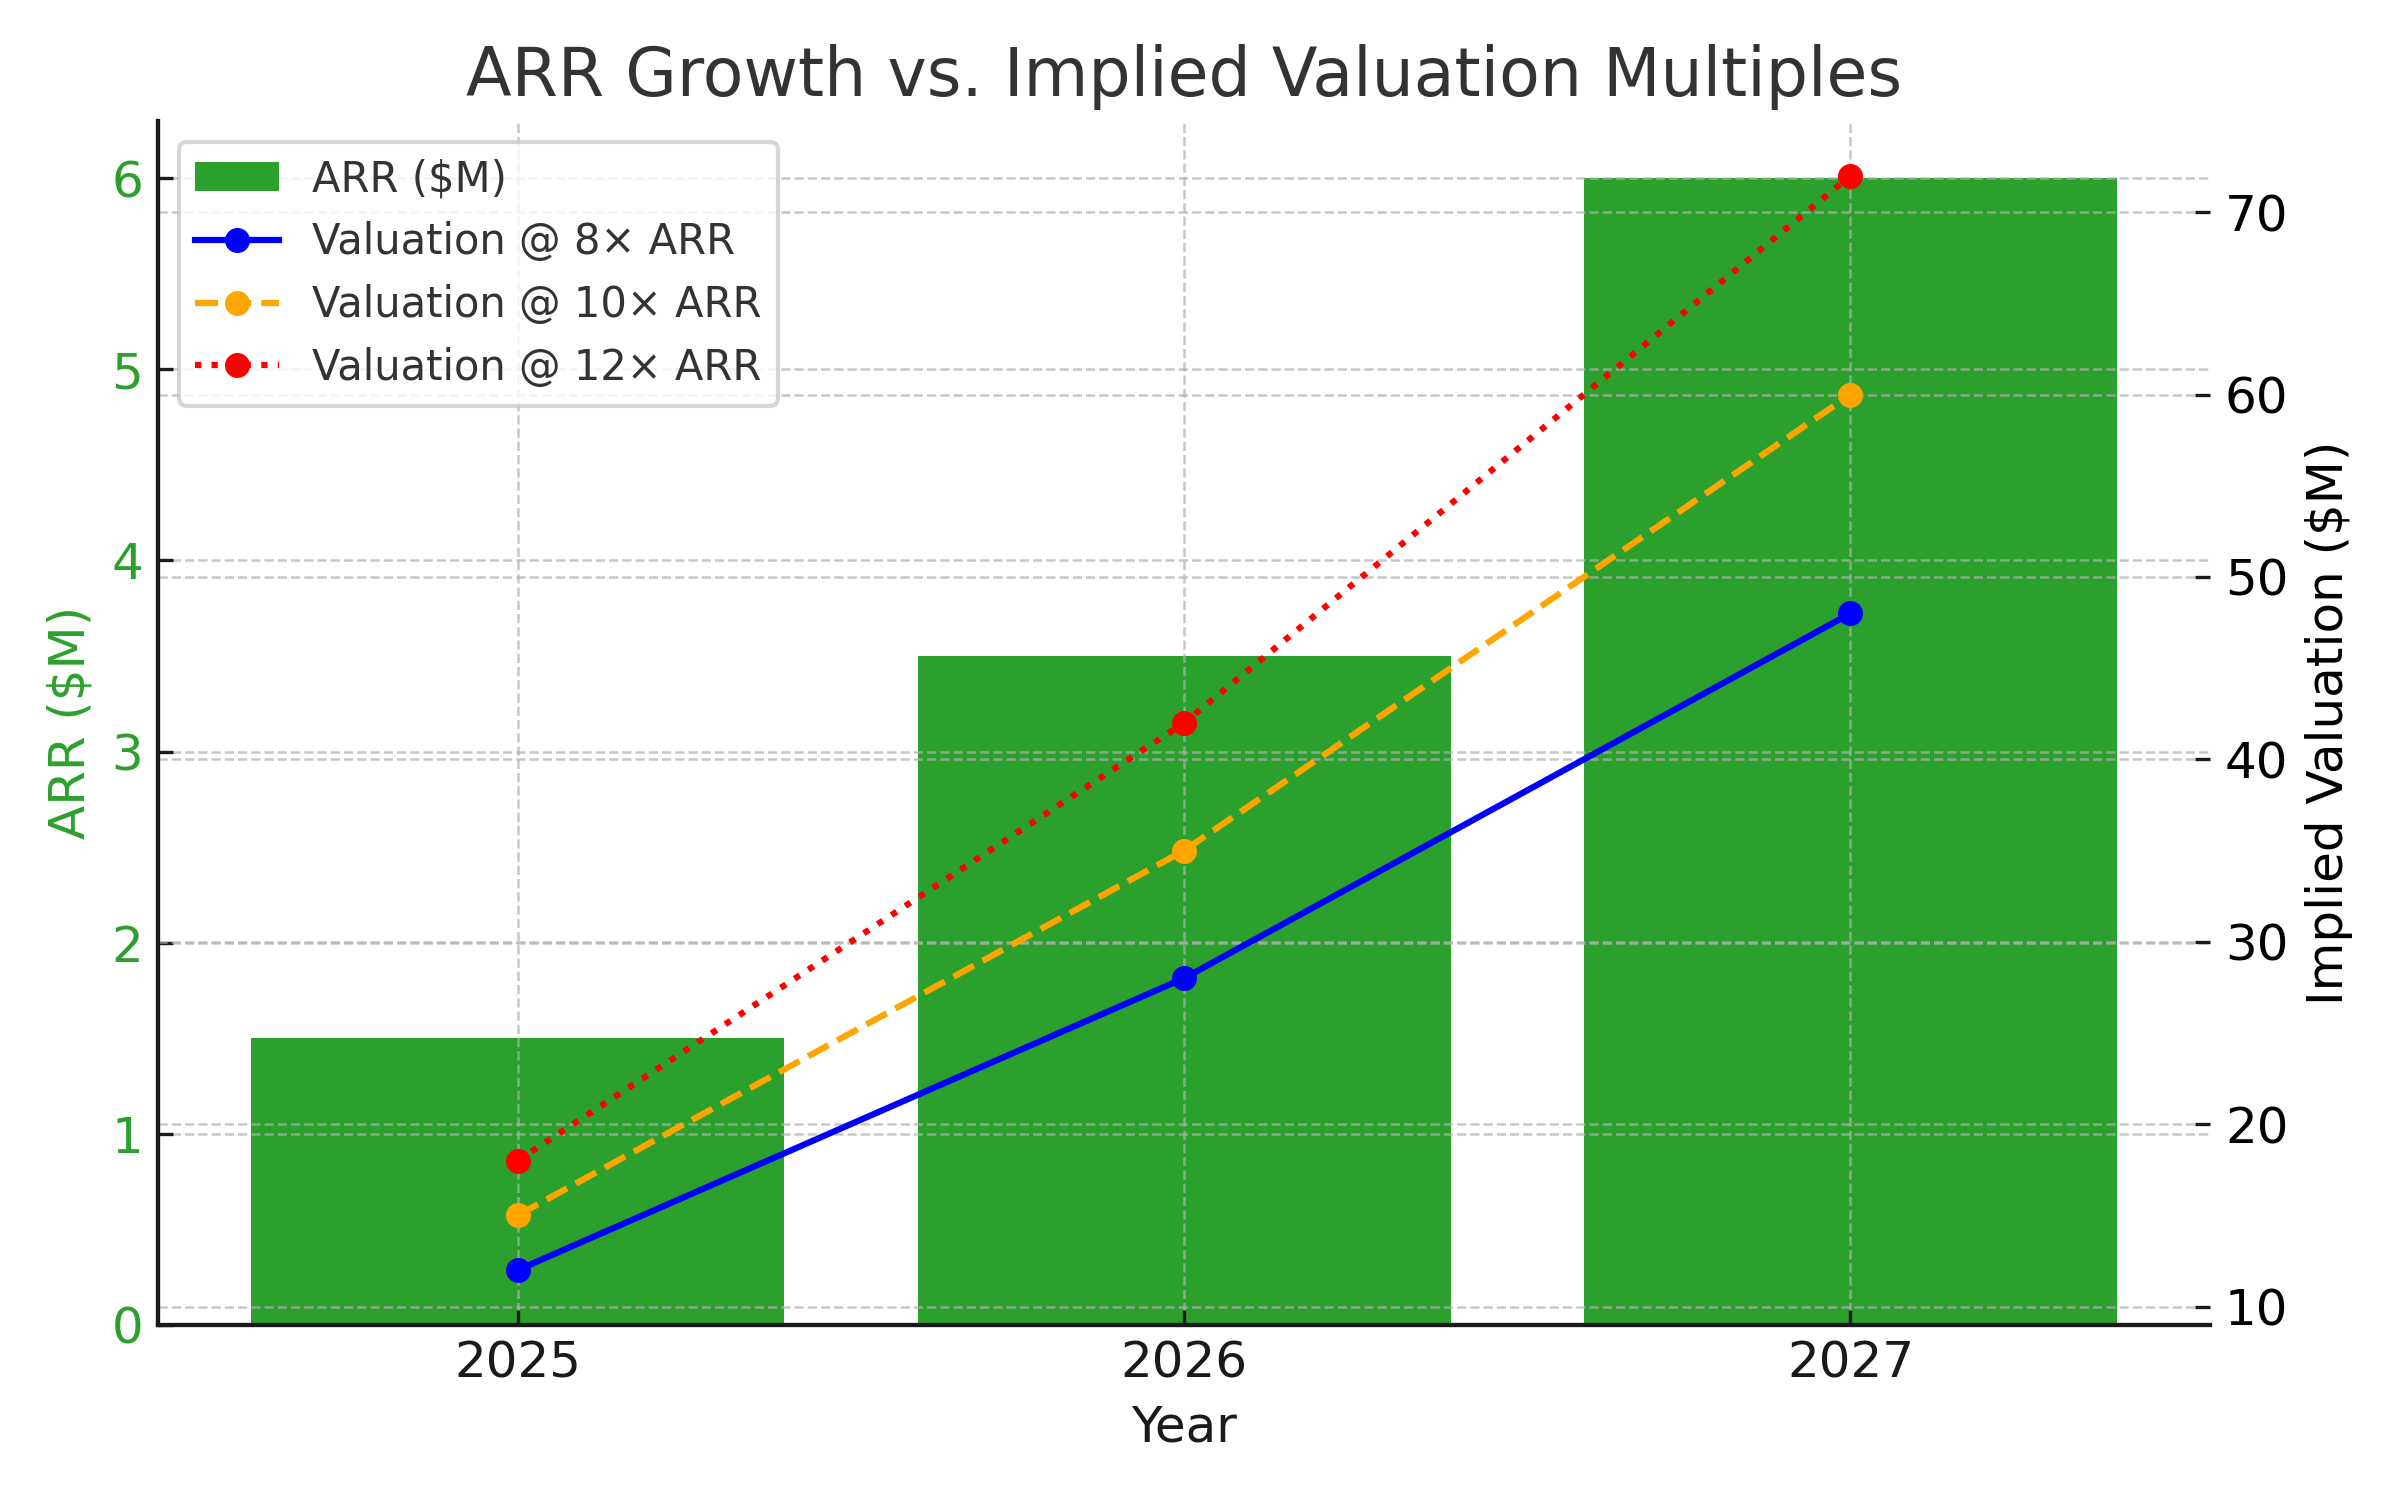 ARR Growth vs. Implied Valuation Multiples
ARR ($M)
Valuation @ 8× ARR
Valuation @ 10× ARR
Valuation @ 12× ARR
ARR ($M)
6
5
4
3
2
1
0
70
60
50
40
30
20
10
Implied Valuation ($M)
2025 2026 2027
Year